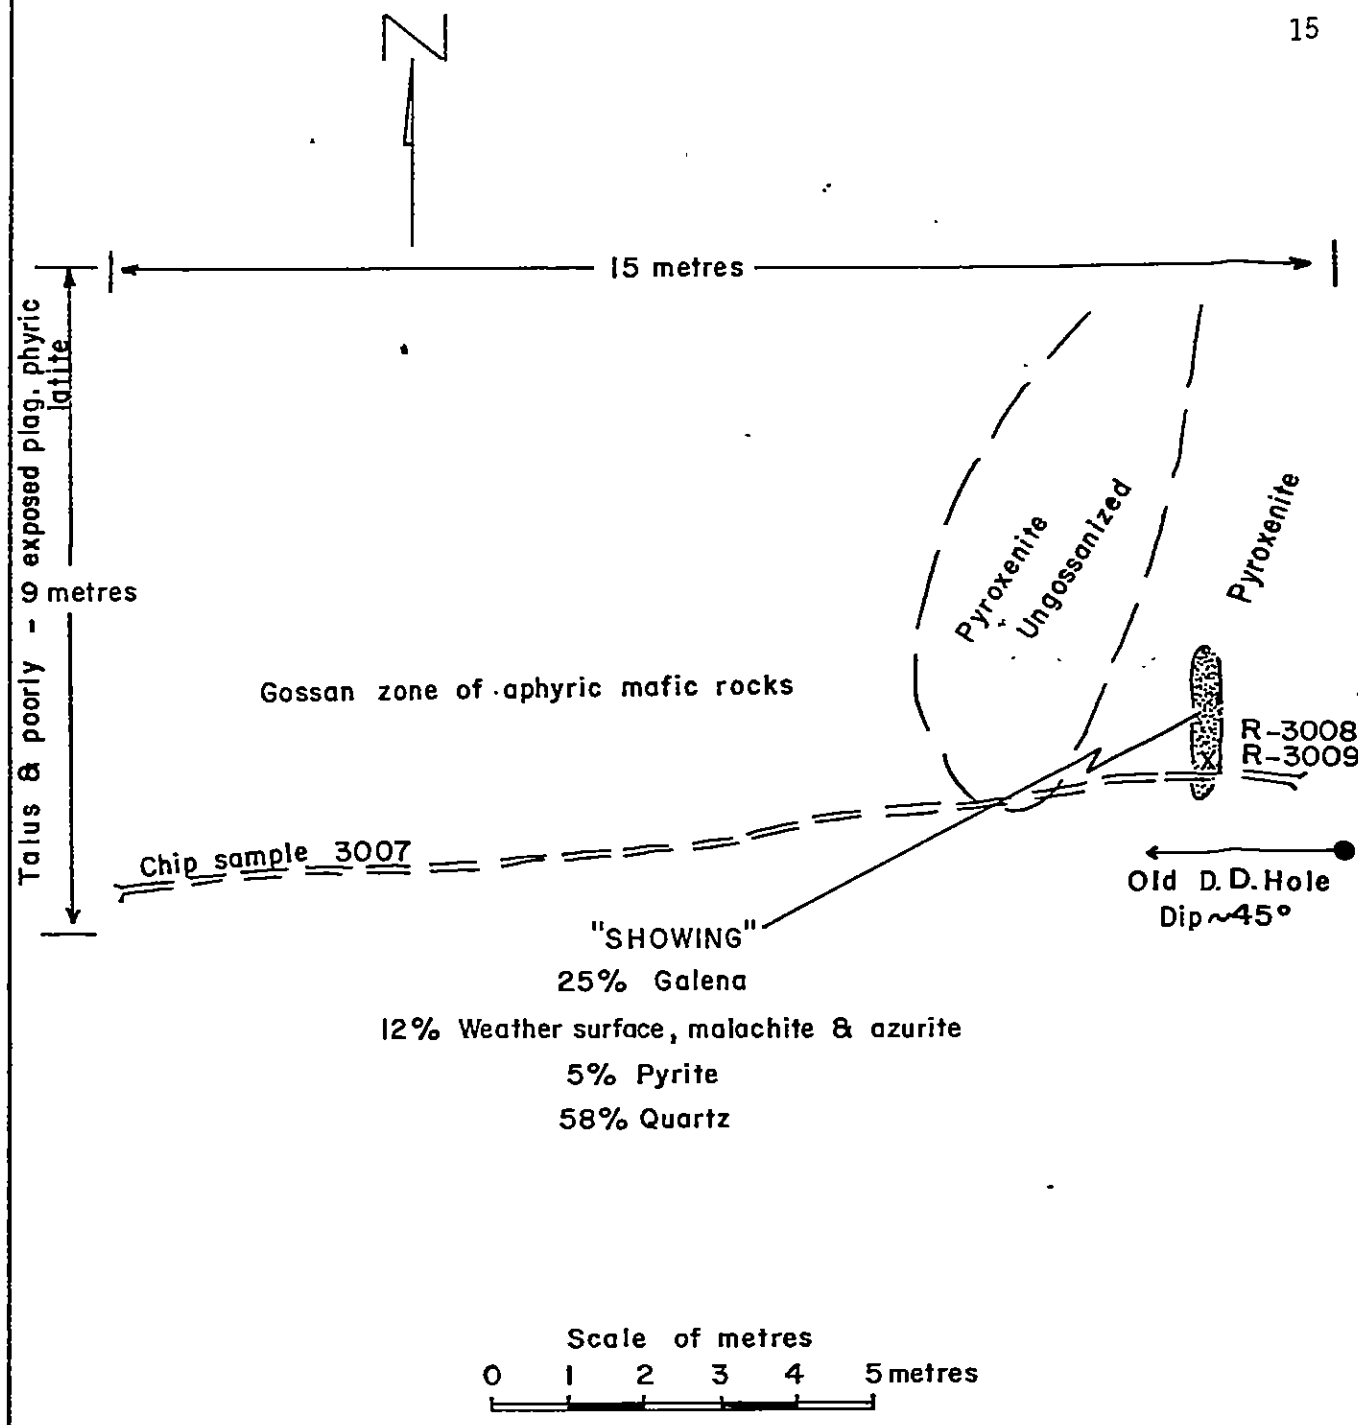 15
N
15 metres
Talus & poorly - exposed plag. phyric
latite
9 metres
Pyroxenite
Ungossanized
Pyroxenite
Gossan zone of aphyric mafic rocks
R-3008
X R-3009
Chip sample 3007
Old D.D. Hole
Dip ~45°
"SHOWING"
25% Galena
12% Weather surface, malachite & azurite
5% Pyrite
58% Quartz
Scale of metres
0 1 2 3 4 5 metres